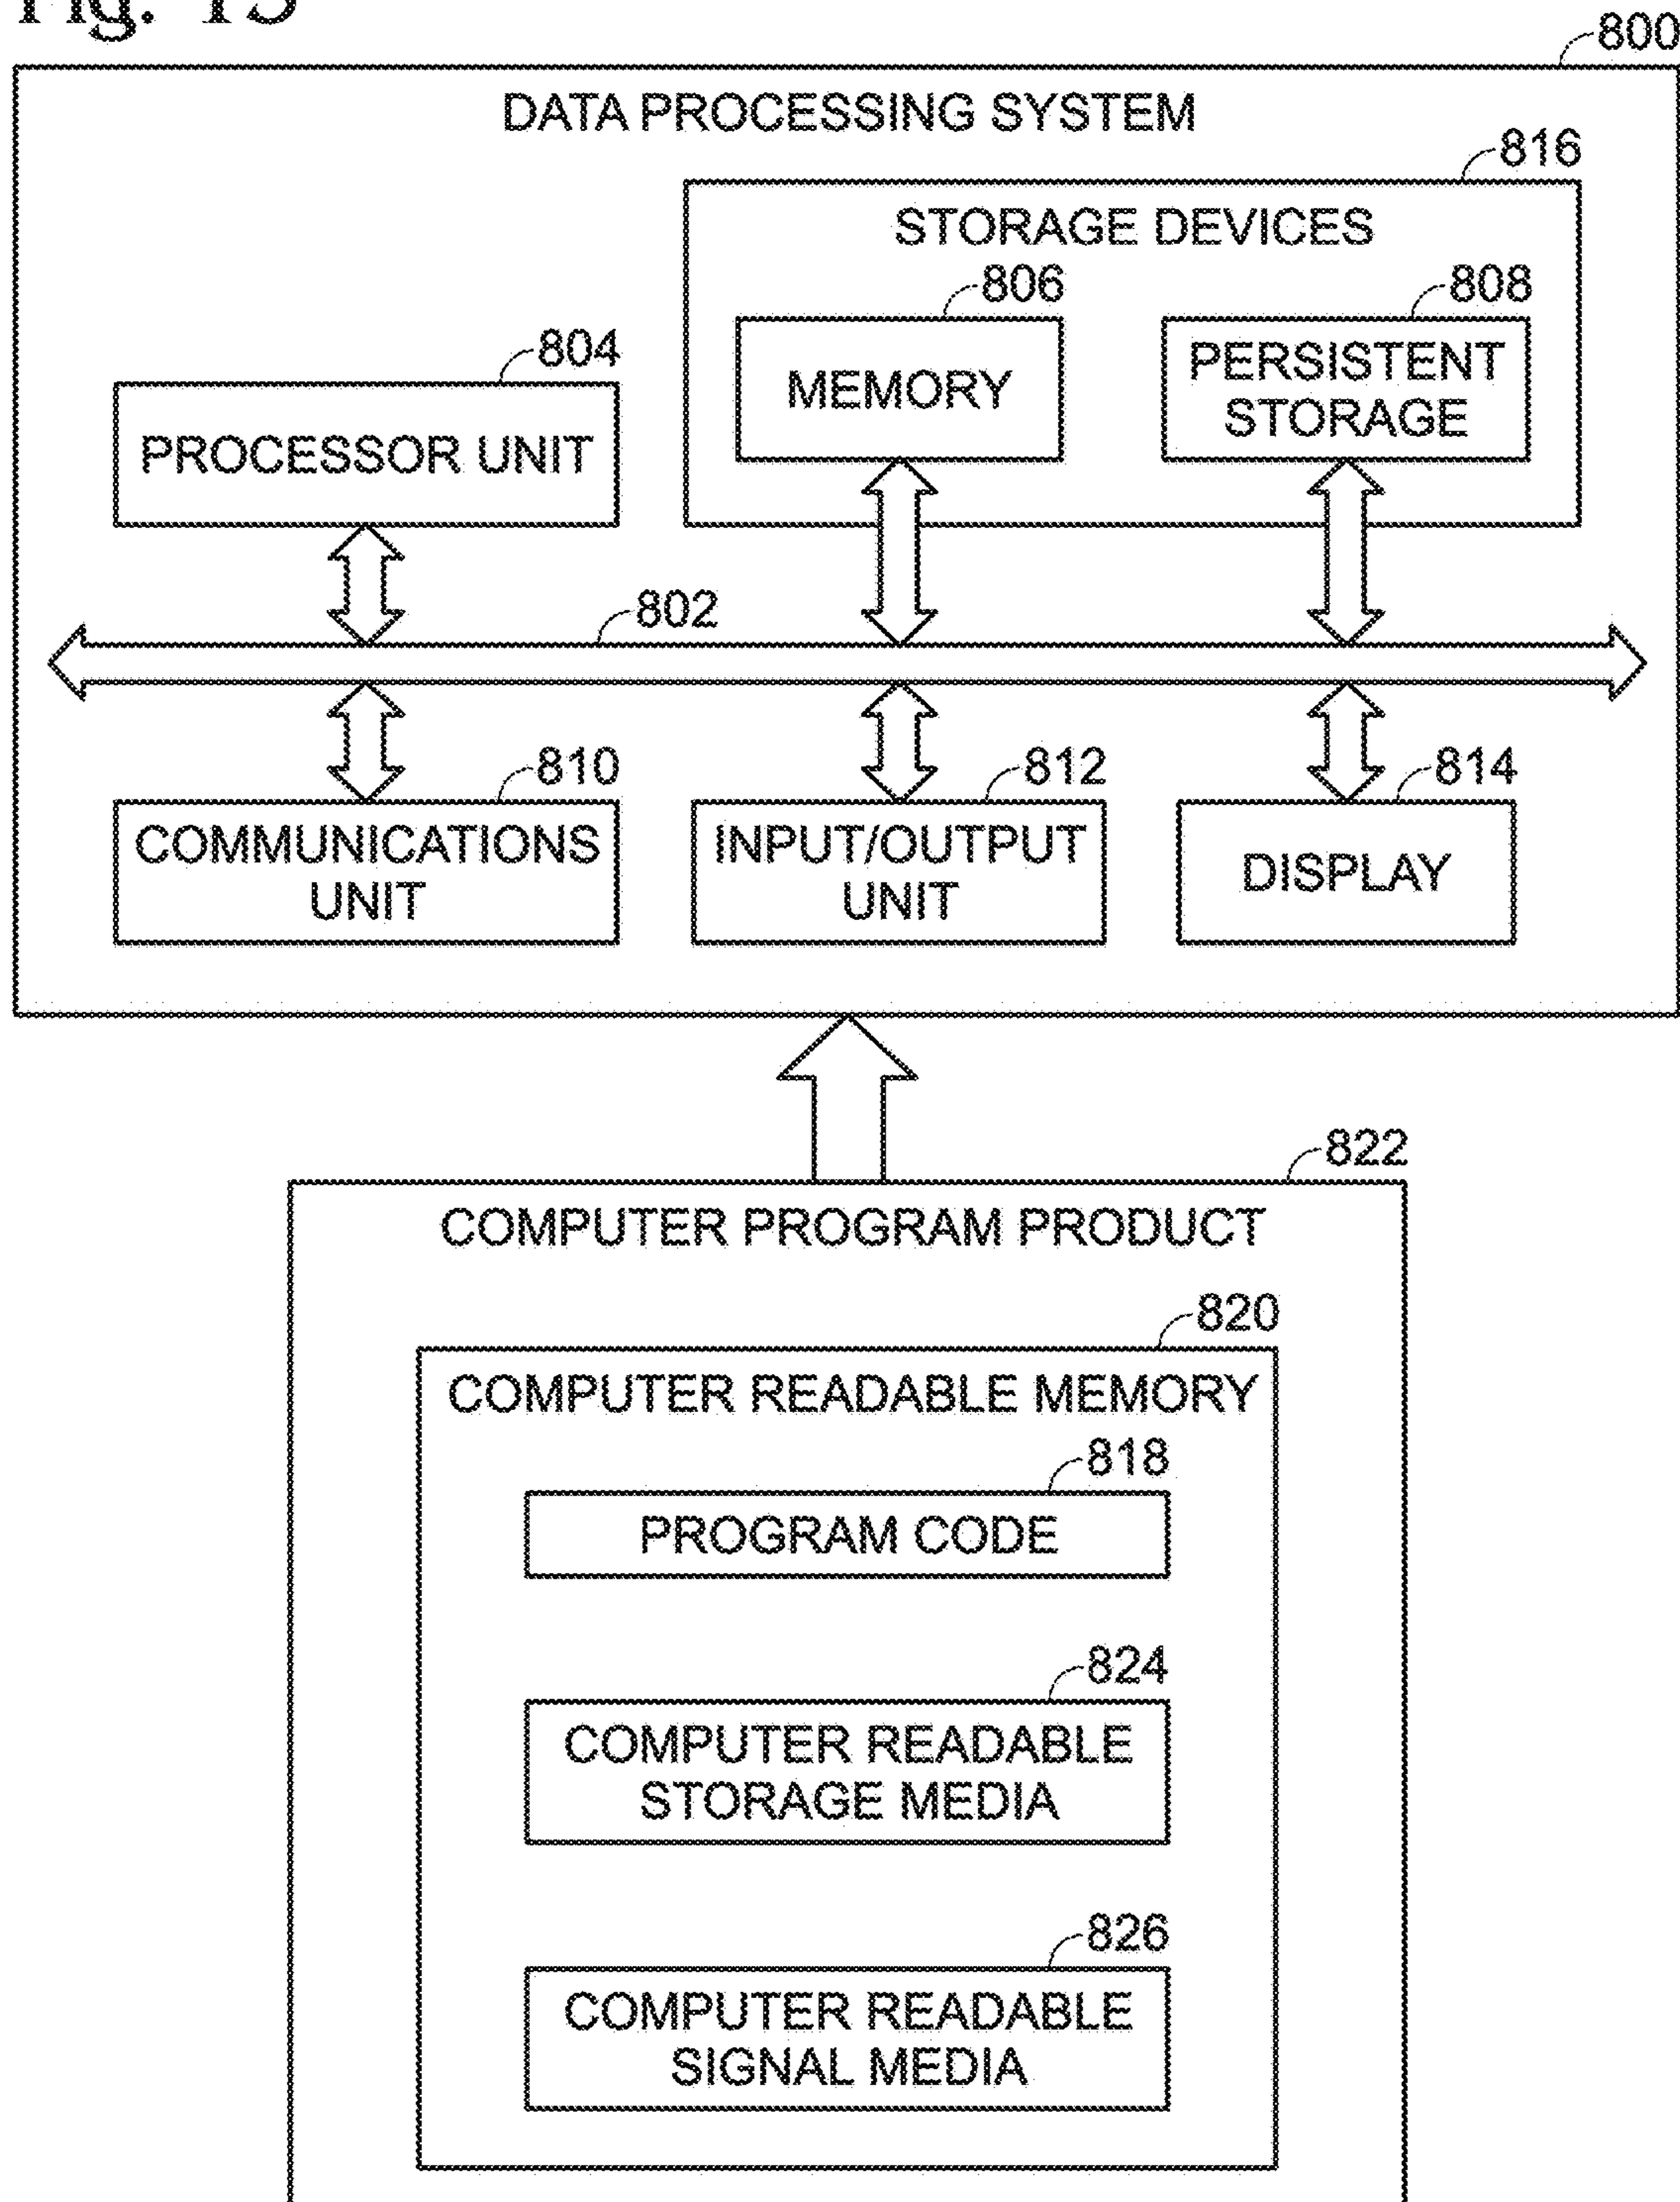 Fig. 13
800
DATA PROCESSING SYSTEM
816
STORAGE DEVICES
806
808
804
MEMORY
PERSISTENT
STORAGE
PROCESSOR UNIT
802
810
812
814
COMMUNICATIONS
UNIT
INPUT/OUTPUT
UNIT
DISPLAY
822
COMPUTER PROGRAM PRODUCT
820
COMPUTER READABLE MEMORY
818
PROGRAM CODE
824
COMPUTER READABLE
STORAGE MEDIA
826
COMPUTER READABLE
SIGNAL MEDIA